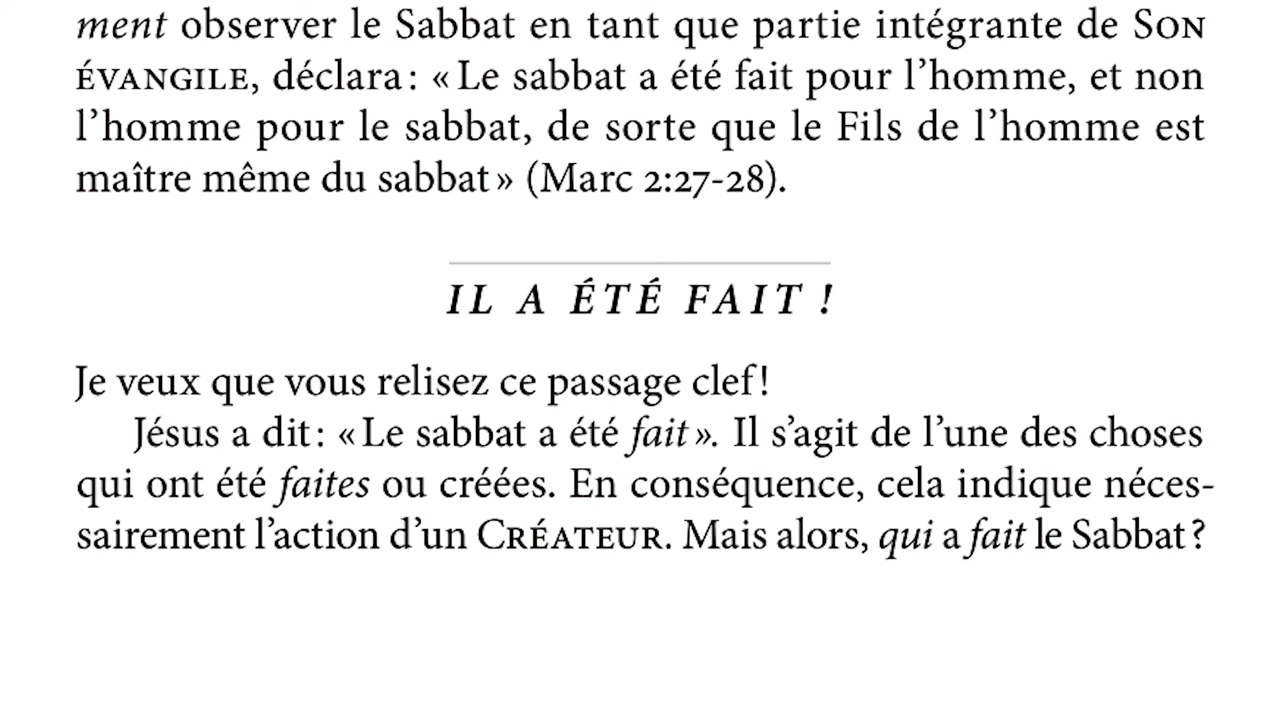 ment observer le Sabbat en tant que partie intégrante de SON
ÉVANGILE, déclara : « Le sabbat a été fait pour l’homme, et non
l’homme pour le sabbat, de sorte que le Fils de l’homme est
maître même du sabbat » (Marc 2:27-28).
IL A ÉTÉ FAIT !
Je veux que vous relisez ce passage clef !
Jésus a dit : « Le sabbat a été fait ». Il s’agit de l’une des choses
qui ont été faites ou créées. En conséquence, cela indique néces-
sairement l’action d’un CRÉATEUR. Mais alors, qui a fait le Sabbat ?